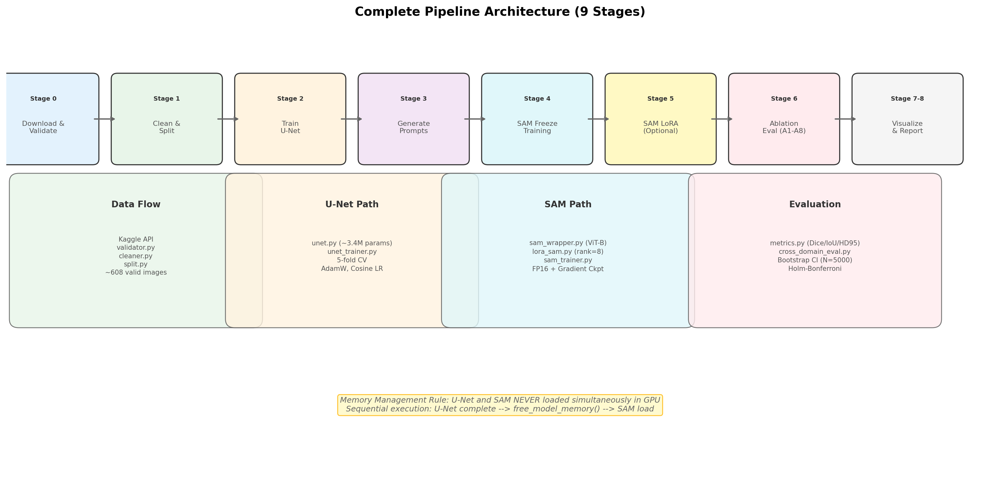 Complete Pipeline Architecture (9 Stages)
Stage 0
Download &
Validate
Stage 1
Clean &
Split
Stage 2
Train
U-Net
Stage 3
Generate
Prompts
Stage 4
SAM Freeze
Training
Stage 5
SAM LoRA
(Optional)
Stage 6
Ablation
Eval (A1-A8)
Stage 7-8
Visualize
& Report
Data Flow
Kaggle API
validator.py
cleaner.py
split.py
~608 valid images
U-Net Path
unet.py (~3.4M params)
unet_trainer.py
5-fold CV
AdamW, Cosine LR
SAM Path
sam_wrapper.py (ViT-B)
lora_sam.py (rank=8)
sam_trainer.py
FP16 + Gradient Ckpt
Evaluation
metrics.py (Dice/IoU/HD95)
cross_domain_eval.py
Bootstrap CI (N=5000)
Holm-Bonferroni
Memory Management Rule: U-Net and SAM NEVER loaded simultaneously in GPU
Sequential execution: U-Net complete --> free_model_memory() --> SAM load